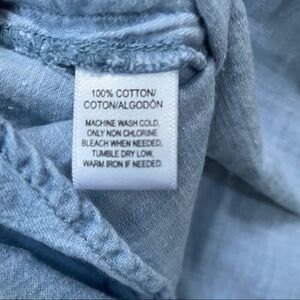 100% COTTON/
COTON/ALGODÓN
MACHINE WASH COLD,
ONLY NON CHLORINE
BLEACH WHEN NEEDED,
TUMBLE DRY LOW,
WARM IRON IF NEEDED.